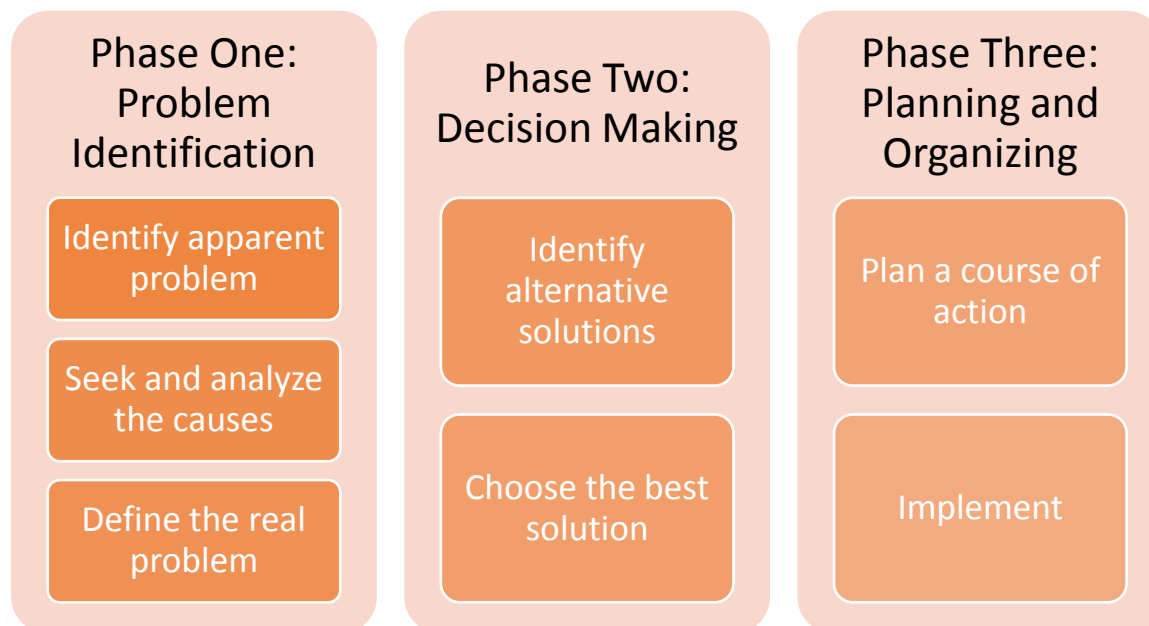 Phase One:
Problem
Identification
Identify apparent
problem
Seek and analyze
the causes
Define the real
problem
Phase Two:
Decision Making
Identify
alternative
solutions
Choose the best
solution
Phase Three:
Planning and
Organizing
Plan a course of
action
Implement